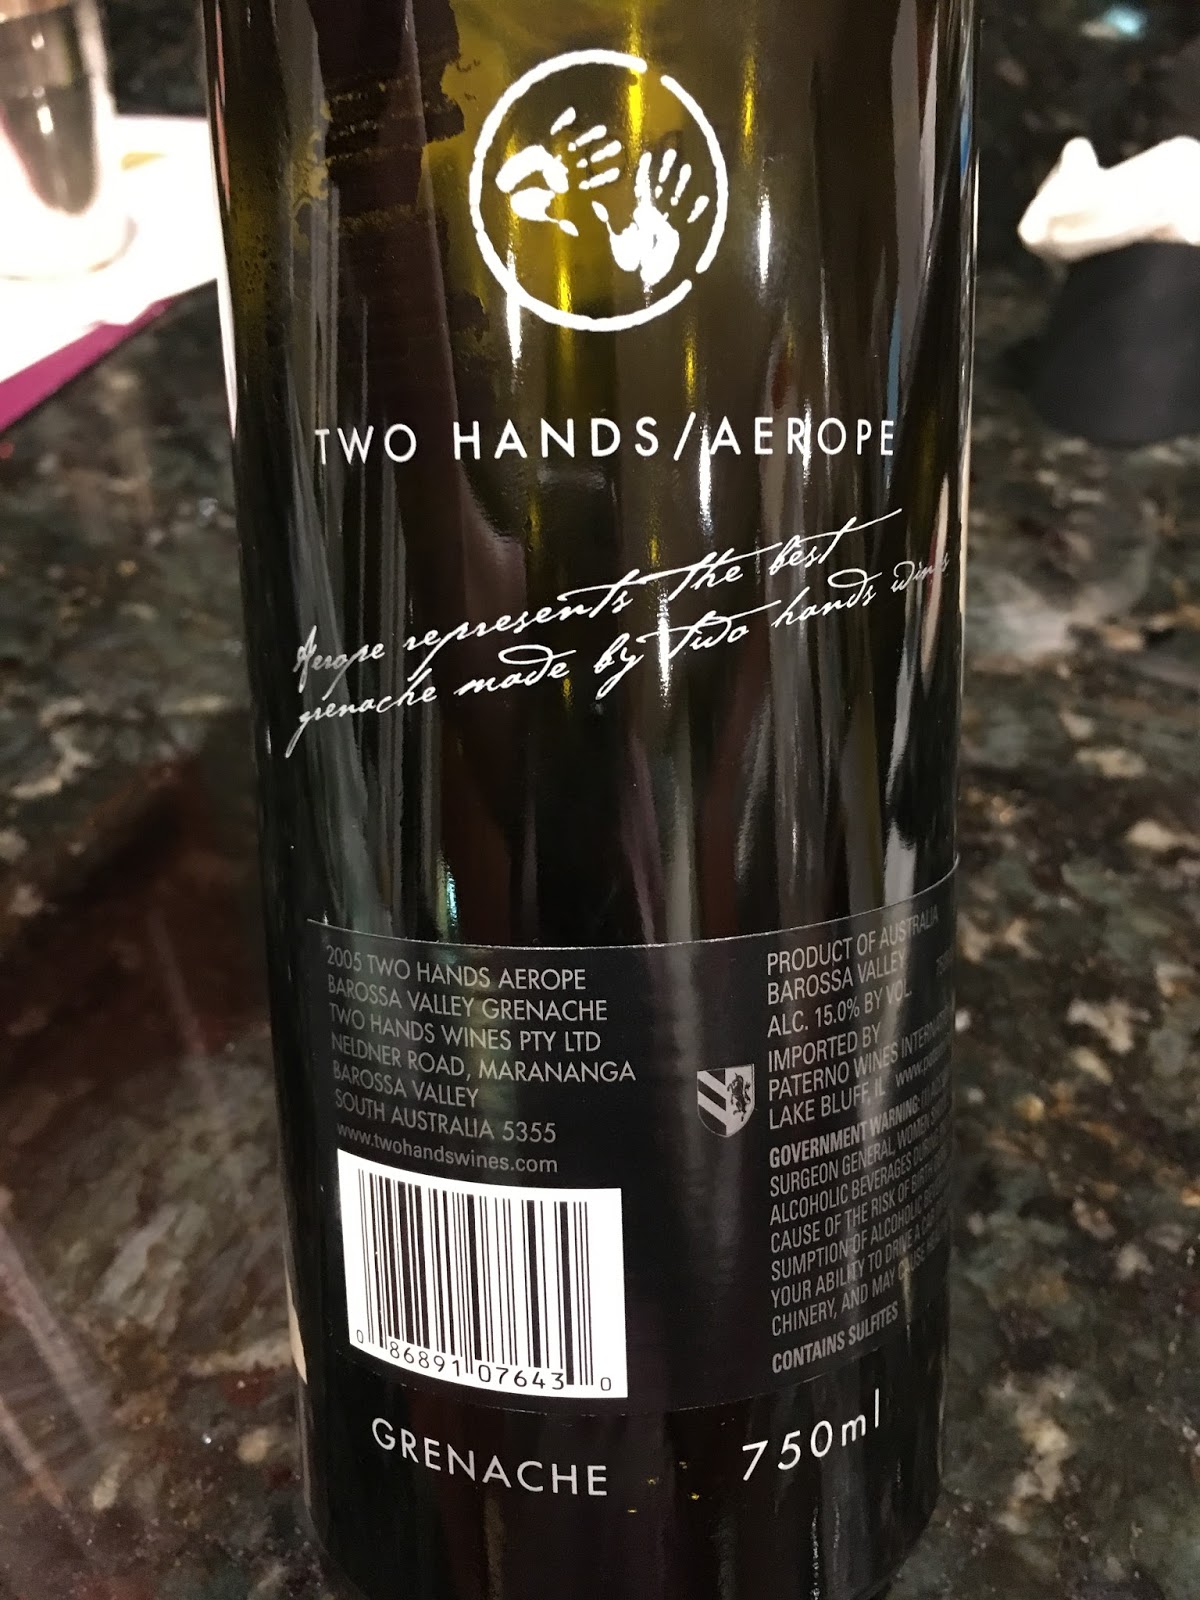 TWO HANDS/AEROPE
Aerope represents the best
grenache made by two hands wines
2005 TWO HANDS AEROPE
BAROSSA VALLEY GRENACHE
TWO HANDS WINES PTY LTD
NELDNER ROAD, MARANANGA
BAROSSA VALLEY
SOUTH AUSTRALIA 5355
www.twohandswines.com
0 86891 07643 0
PRODUCT OF AUSTRALIA
BAROSSA VALLEY
ALC. 15.0% BY VOL.
IMPORTED BY
PATERNO WINES
LAKE BLUFF, IL
GOVERNMENT WARNING:
SURGEON GENERAL, WOMEN
ALCOHOLIC BEVERAGES
CAUSE OF THE RISK OF BIRTH
SUMPTION OF ALCOHOLIC
YOUR ABILITY TO DRIVE A CAR
CHINERY, AND MAY CAUSE
CONTAINS SULFITES
GRENACHE
750ml